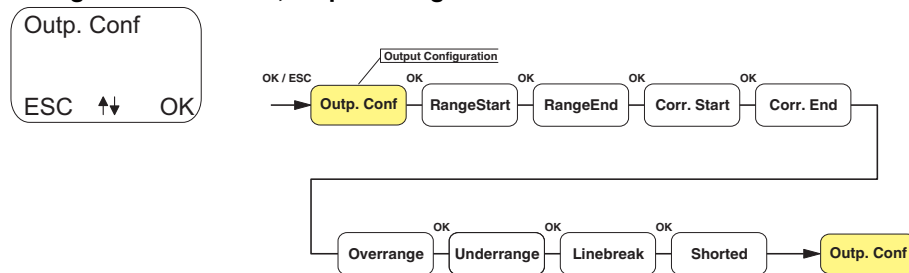 Outp. Conf
ESC OK
Output Configuration
OK / ESC OK OK OK OK
Outp. Conf RangeStart RangeEnd Corr. Start Corr. End
OK OK OK
Overrange Underrange Linebreak Shorted Outp. Conf